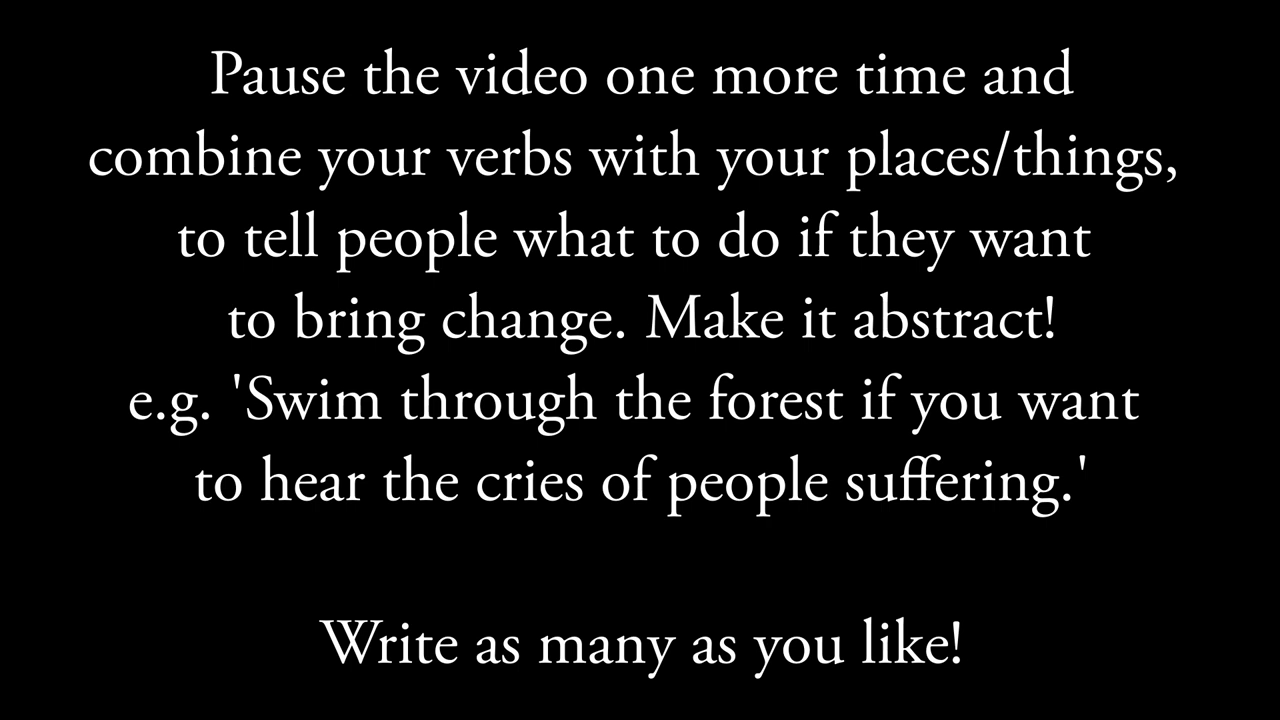 Pause the video one more time and
combine your verbs with your places/things,
to tell people what to do if they want
to bring change. Make it abstract!
e.g. 'Swim through the forest if you want
to hear the cries of people suffering.'
Write as many as you like!